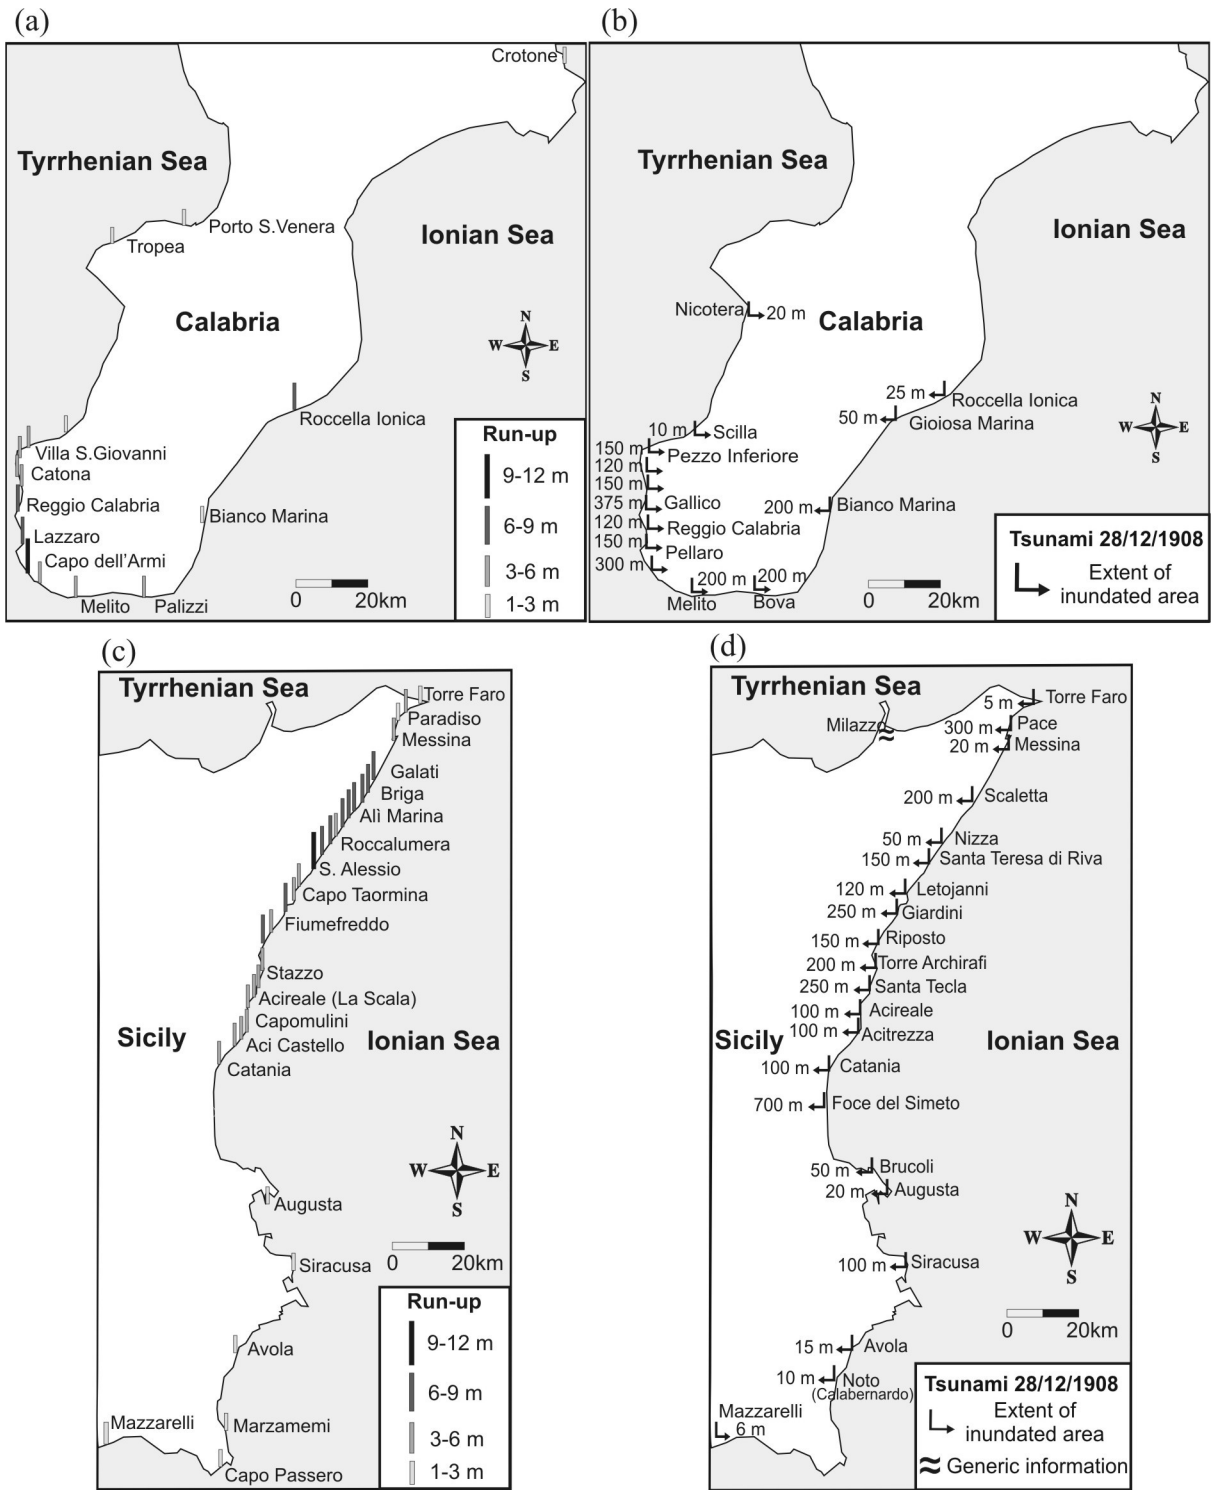 (a)
Crotone
Tyrrhenian Sea
Porto S.Venera
Tropea
Ionian Sea
Calabria
N
W
E
S
Roccella Ionica
Villa S.Giovanni
Catona
Reggio Calabria
Bianco Marina
Lazzaro
Capo dell'Armi
Melito
Palizzi
0
20km
Run-up
9-12 m
6-9 m
3-6 m
1-3 m
(b)
Tyrrhenian Sea
Ionian Sea
Nicotera
20 m
Calabria
25 m
Roccella Ionica
50 m
Gioiosa Marina
N
W
E
S
10 m
Scilla
150 m
Pezzo Inferiore
120 m
150 m
375 m
Gallico
200 m
Bianco Marina
120 m
Reggio Calabria
150 m
Pellaro
300 m
200 m
200 m
Melito
Bova
0
20km
Tsunami 28/12/1908
Extent of
inundated area
(c)
Tyrrhenian Sea
Torre Faro
Paradiso
Messina
Galati
Briga
Alì Marina
Roccalumera
S. Alessio
Capo Taormina
Fiumefreddo
Stazzo
Acireale (La Scala)
Capomulini
Sicily
Ionian Sea
Aci Castello
Catania
N
W
E
S
Augusta
0
20km
Siracusa
Avola
Mazzarelli
Marzamemi
Capo Passero
Run-up
9-12 m
6-9 m
3-6 m
1-3 m
(d)
Tyrrhenian Sea
5 m
Torre Faro
Milazzo
300 m
Pace
20 m
Messina
200 m
Scaletta
50 m
Nizza
150 m
Santa Teresa di Riva
120 m
Letojanni
250 m
Giardini
150 m
Riposto
200 m
Torre Archirafi
250 m
Santa Tecla
100 m
Acireale
100 m
Acitrezza
Sicily
Ionian Sea
100 m
Catania
700 m
Foce del Simeto
50 m
Brucoli
20 m
Augusta
N
W
E
S
100 m
Siracusa
0
20km
15 m
Avola
10 m
Noto
(Calabernardo)
Mazzarelli
6 m
Tsunami 28/12/1908
Extent of
inundated area
≈ Generic information